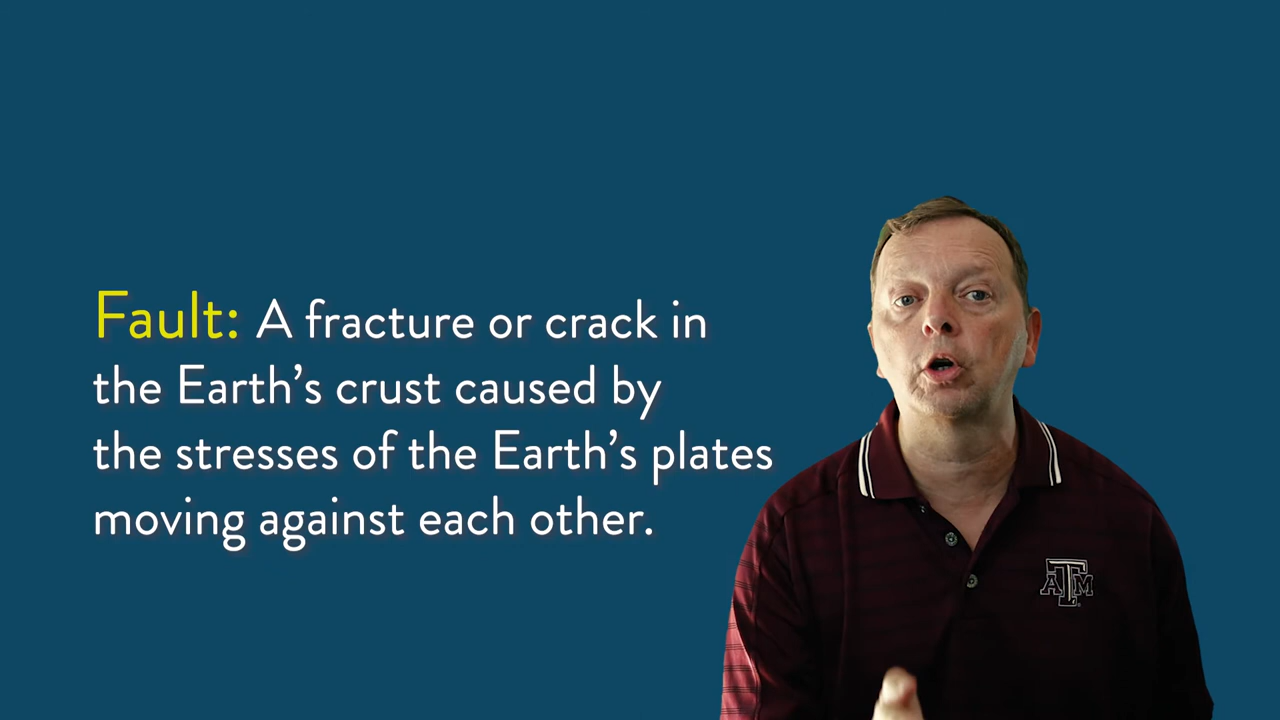 Fault: A fracture or crack in
the Earth’s crust caused by
the stresses of the Earth’s plates
moving against each other.
ATM